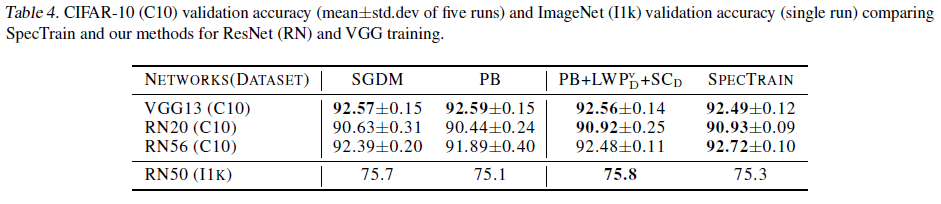 Table 4. CIFAR-10 (C10) validation accuracy (mean±std.dev of five runs) and ImageNet (I1k) validation accuracy (single run) comparing
SpecTrain and our methods for ResNet (RN) and VGG training.
NETWORKS(DATASET) SGDM PB PB+LWPᵛ_D+SC_D SPECTRAIN
VGG13 (C10) 92.57±0.15 92.59±0.15 92.56±0.14 92.49±0.12
RN20 (C10) 90.63±0.31 90.44±0.24 90.92±0.25 90.93±0.09
RN56 (C10) 92.39±0.20 91.89±0.40 92.48±0.11 92.72±0.10
RN50 (I1K) 75.7 75.1 75.8 75.3